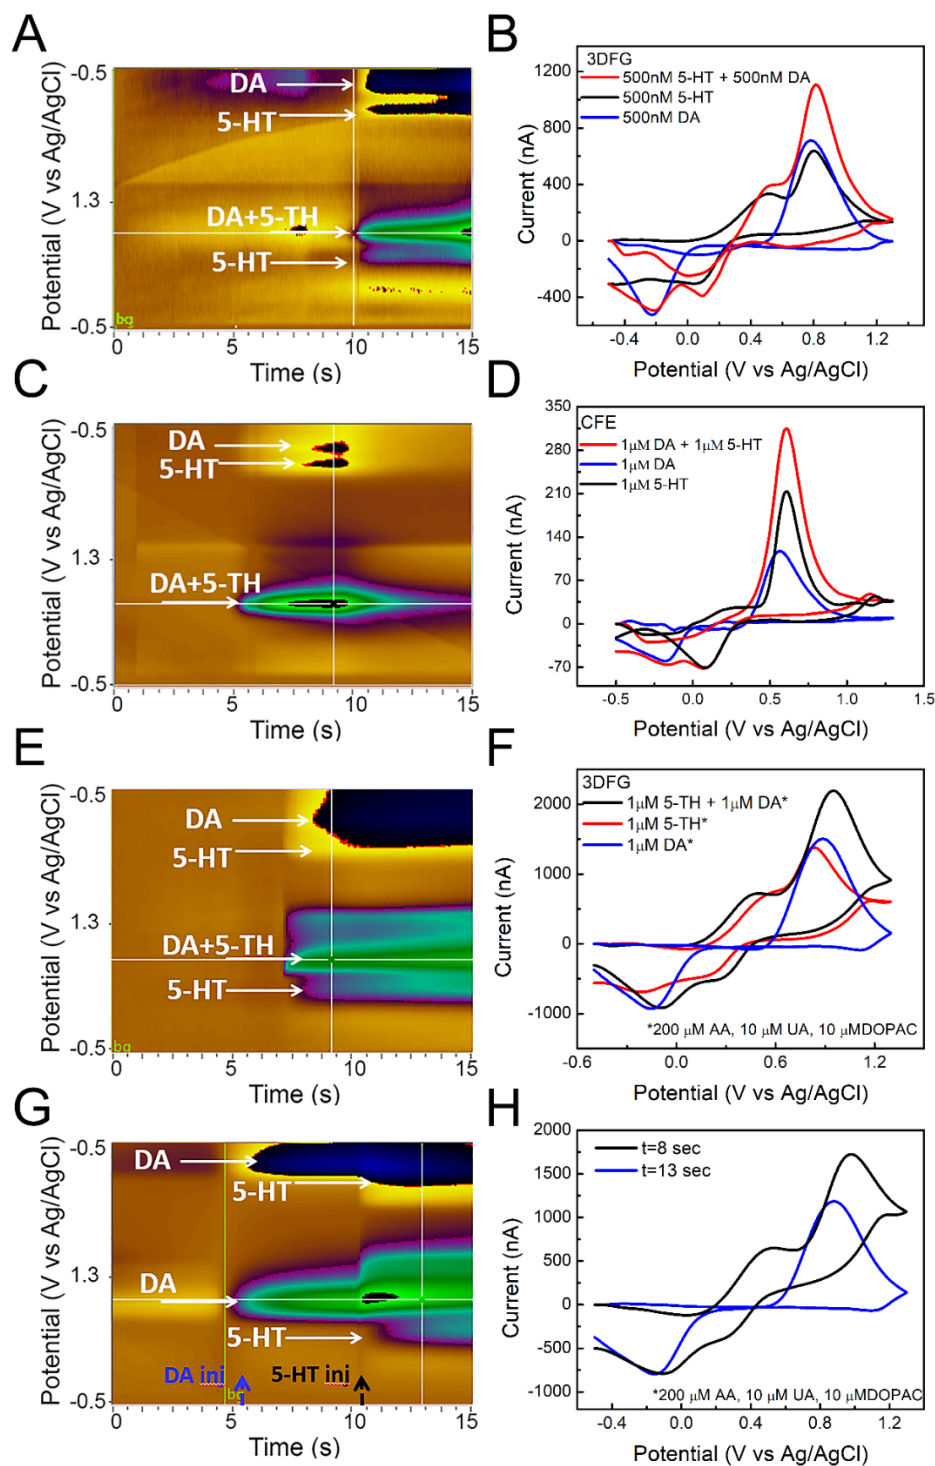 A
-0.5
1.3
-0.5
Potential (V vs Ag/AgCl)
DA
5-HT
DA+5-TH
5-HT
bg
0 5 10 15
Time (s)
B
3DFG
500nM 5-HT + 500nM DA
500nM 5-HT
500nM DA
1200
800
400
0
-400
Current (nA)
-0.4 0.0 0.4 0.8 1.2
Potential (V vs Ag/AgCl)
C
-0.5
1.3
-0.5
Potential (V vs Ag/AgCl)
DA
5-HT
DA+5-TH
0 5 10 15
Time (s)
D
CFE
1μM DA + 1μM 5-HT
1μM DA
1μM 5-HT
350
280
210
140
70
0
-70
Current (nA)
-0.5 0.0 0.5 1.0 1.5
Potential (V vs Ag/AgCl)
E
-0.5
1.3
-0.5
Potential (V vs Ag/AgCl)
DA
5-HT
DA+5-TH
5-HT
bg
0 5 10 15
Time (s)
F
3DFG
1μM 5-TH + 1μM DA*
1μM 5-TH*
1μM DA*
2000
1000
0
-1000
Current (nA)
*200 μM AA, 10 μM UA, 10 μMDOPAC
-0.6 0.0 0.6 1.2
Potential (V vs Ag/AgCl)
G
-0.5
1.3
-0.5
Potential (V vs Ag/AgCl)
DA
5-HT
DA
5-HT
DA inj
bg
5-HT inj
0 5 10 15
Time (s)
H
t=8 sec
t=13 sec
2000
1500
1000
500
0
-500
-1000
Current (nA)
*200 μM AA, 10 μM UA, 10 μMDOPAC
-0.4 0.0 0.4 0.8 1.2
Potential (V vs Ag/AgCl)